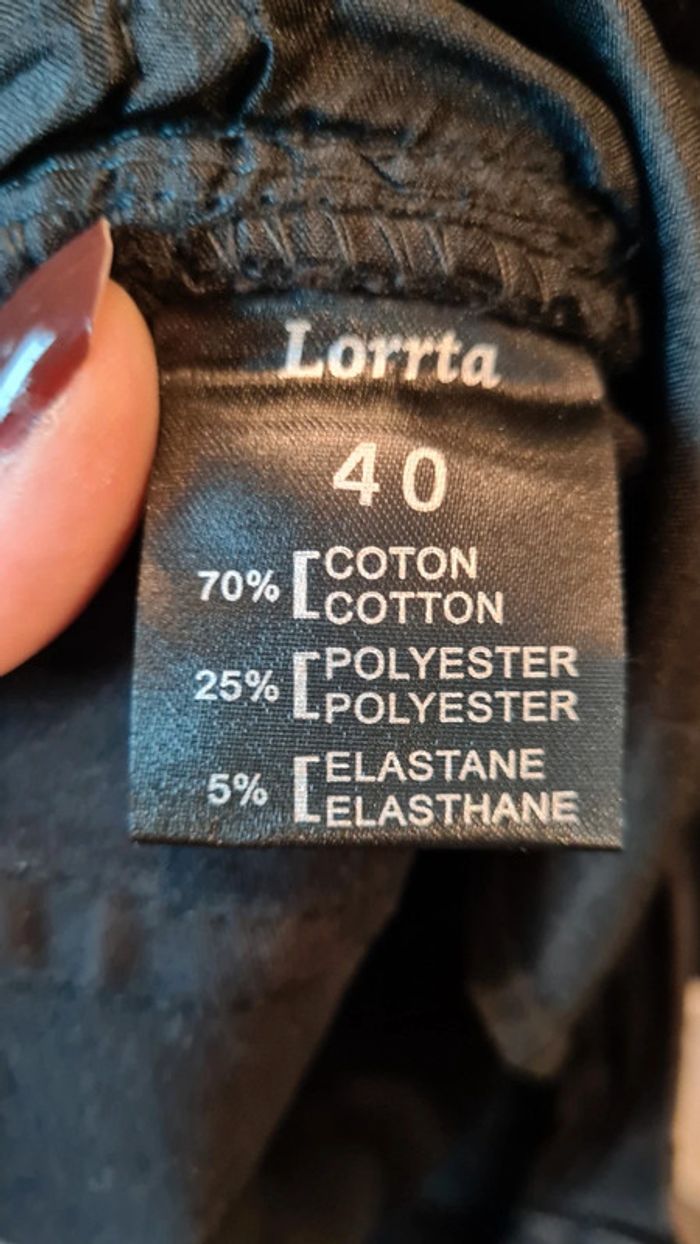 Lorrta
40
70% COTON
COTTON
25% POLYESTER
POLYESTER
5% ELASTANE
ELASTHANE